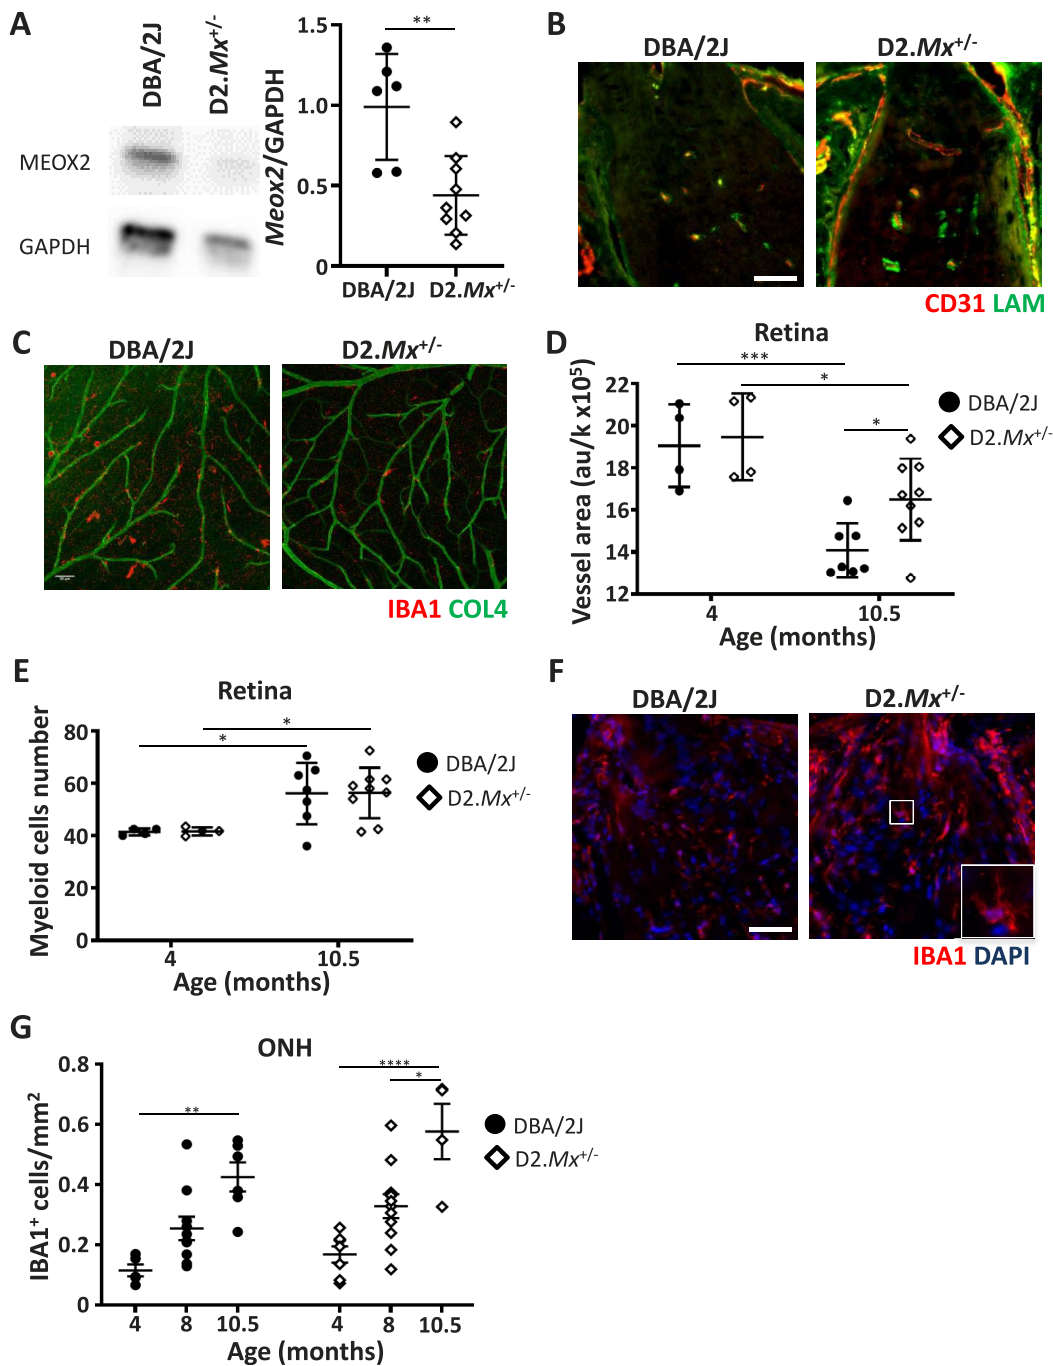 A
DBA/2J
D2.Mx+/-
MEOX2
GAPDH
Meox2/GAPDH
1.5
1.0
0.5
0
**
DBA/2J D2.Mx+/-
B
DBA/2J D2.Mx+/-
CD31 LAM
C
DBA/2J D2.Mx+/-
IBA1 COL4
D
Retina
Vessel area (au/k x10⁵)
22
20
18
16
14
12
***
*
*
DBA/2J
D2.Mx+/-
4 10.5
Age (months)
E
Retina
Myeloid cells number
80
60
40
20
0
*
*
DBA/2J
D2.Mx+/-
4 10.5
Age (months)
F
DBA/2J D2.Mx+/-
IBA1 DAPI
G
ONH
IBA1⁺ cells/mm²
0.8
0.6
0.4
0.2
0
**
****
*
DBA/2J
D2.Mx+/-
4 8 10.5 4 8 10.5
Age (months)